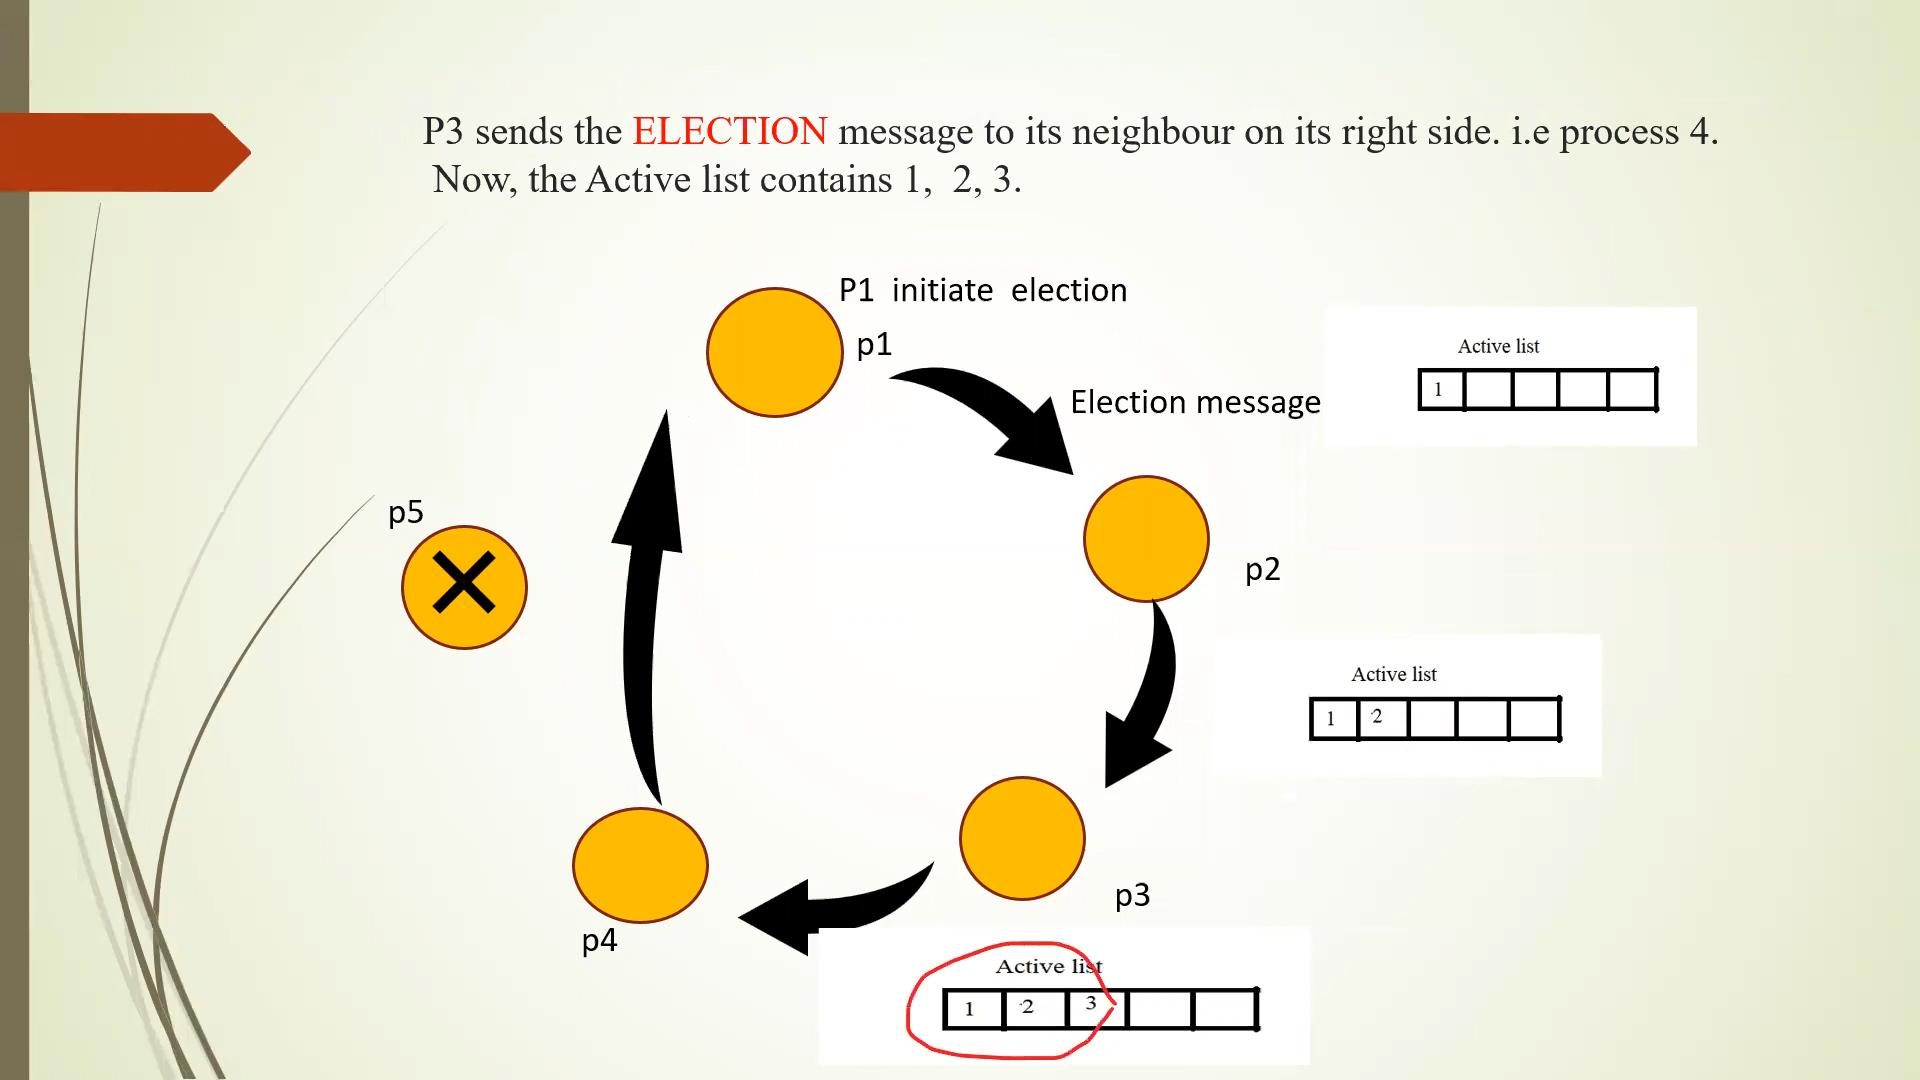 P3 sends the ELECTION message to its neighbour on its right side. i.e process 4.
Now, the Active list contains 1, 2, 3.
P1 initiate election
p1
Active list
1
Election message
p5
p2
Active list
1 2
p3
p4
Active list
1 2 3